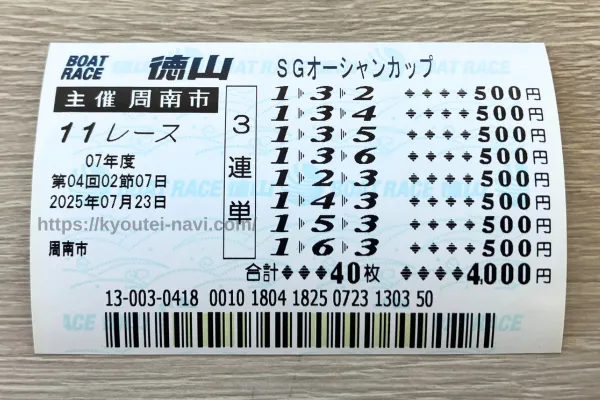 BOAT RACE 徳山 SGオーシャンカップ
主催 周南市
11レース
07年度
第04回02節07日
2025年07月23日
https://kyoutei-navi.com/
周南市
3連単
1 3 2 500円
1 3 4 500円
1 3 5 500円
1 3 6 500円
1 2 3 500円
1 4 3 500円
1 5 3 500円
1 6 3 500円
合計 40枚 4,000円
13-003-0418 0010 1804 1825 0723 1303 50